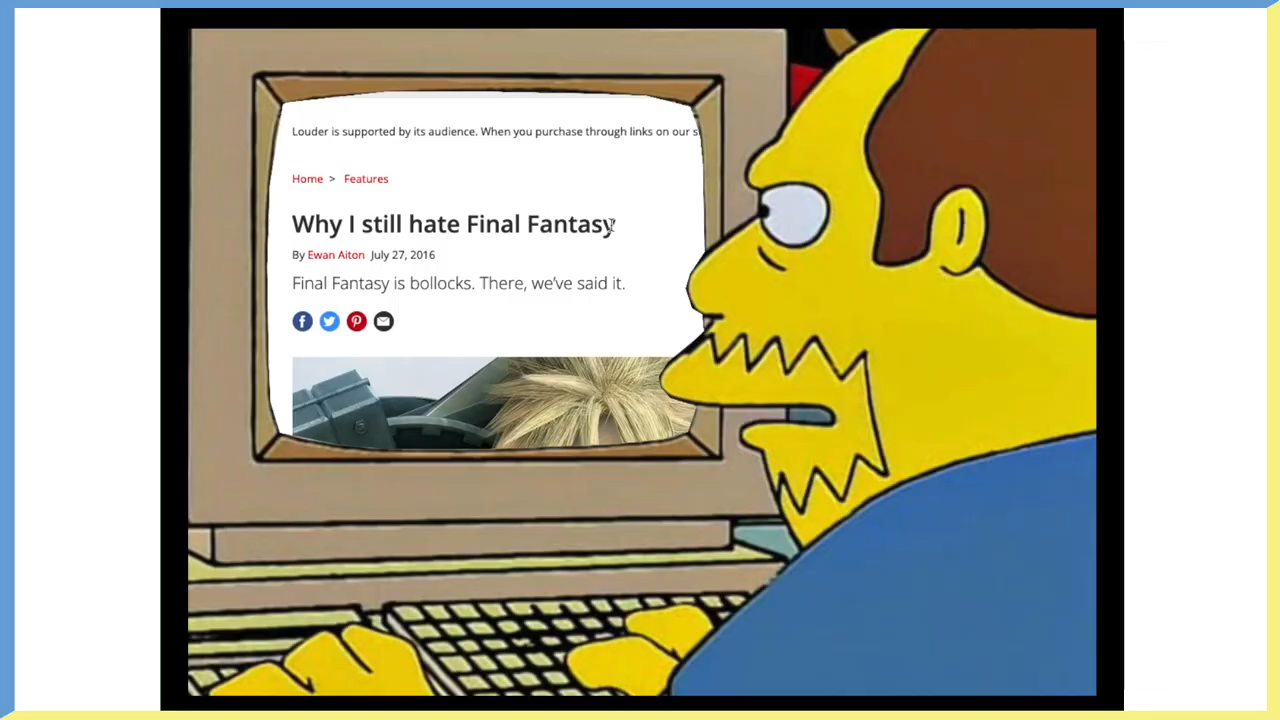 Louder is supported by its audience. When you purchase through links on our s
Home > Features
Why I still hate Final Fantasy
By Ewan Aiton July 27, 2016
Final Fantasy is bollocks. There, we've said it.